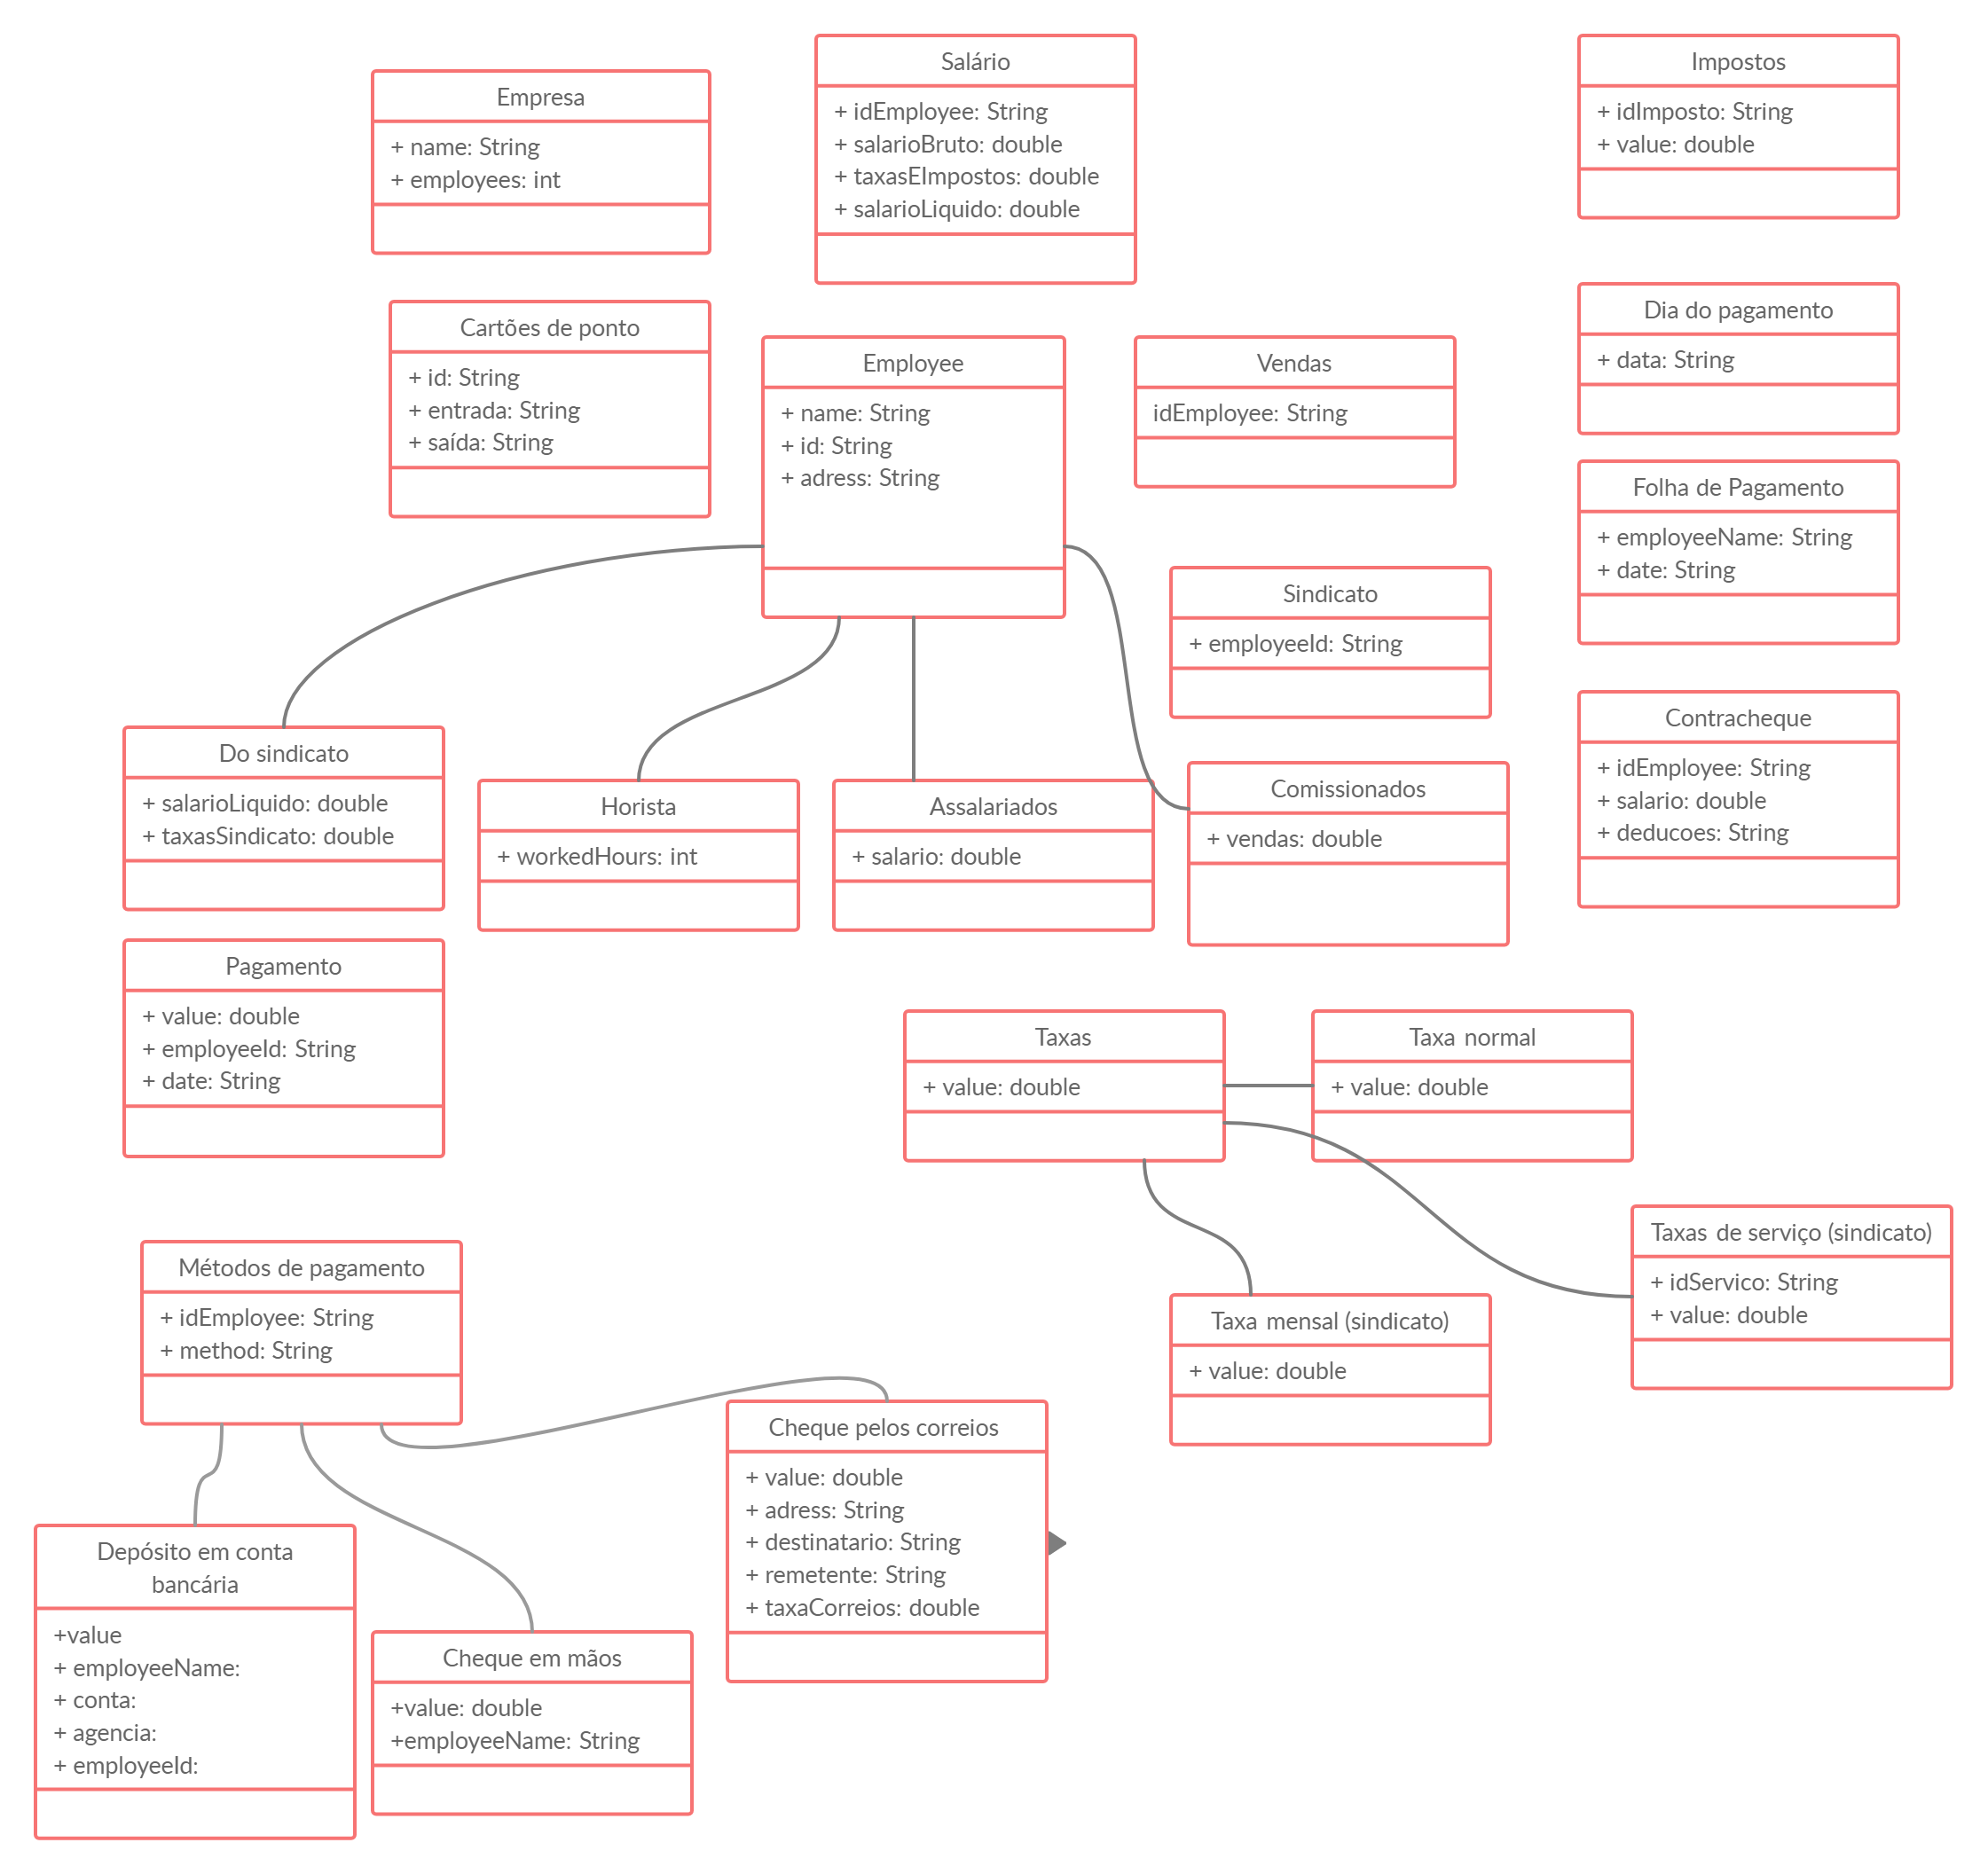 Empresa
+ name: String
+ employees: int
Salário
+ idEmployee: String
+ salarioBruto: double
+ taxasEImpostos: double
+ salarioLiquido: double
Impostos
+ idImposto: String
+ value: double
Cartões de ponto
+ id: String
+ entrada: String
+ saída: String
Employee
+ name: String
+ id: String
+ adress: String
Vendas
idEmployee: String
Dia do pagamento
+ data: String
Folha de Pagamento
+ employeeName: String
+ date: String
Sindicato
+ employeeId: String
Contracheque
+ idEmployee: String
+ salario: double
+ deducoes: String
Do sindicato
+ salarioLiquido: double
+ taxasSindicato: double
Horista
+ workedHours: int
Assalariados
+ salario: double
Comissionados
+ vendas: double
Pagamento
+ value: double
+ employeeId: String
+ date: String
Taxas
+ value: double
Taxa normal
+ value: double
Taxas de serviço (sindicato)
+ idServico: String
+ value: double
Taxa mensal (sindicato)
+ value: double
Métodos de pagamento
+ idEmployee: String
+ method: String
Cheque pelos correios
+ value: double
+ adress: String
+ destinatario: String
+ remetente: String
+ taxaCorreios: double
Depósito em conta
bancária
+value
+ employeeName:
+ conta:
+ agencia:
+ employeeId:
Cheque em mãos
+value: double
+employeeName: String